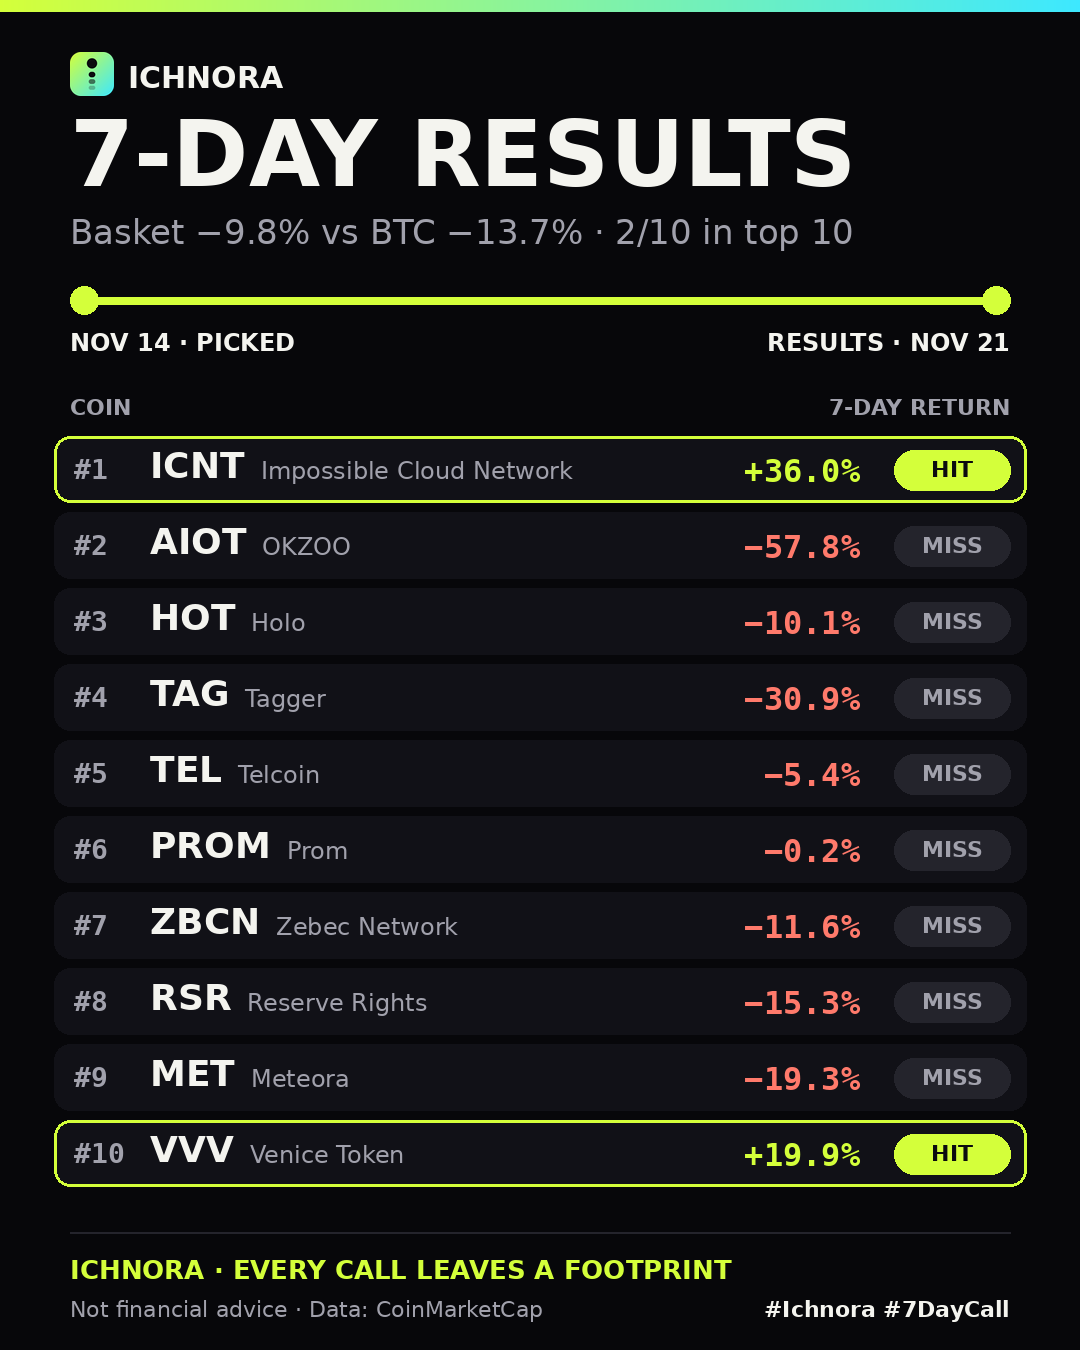 ICHNORA
7-DAY RESULTS
Basket −9.8% vs BTC −13.7% · 2/10 in top 10
NOV 14 · PICKED RESULTS · NOV 21
COIN 7-DAY RETURN
#1 ICNT Impossible Cloud Network +36.0% HIT
#2 AIOT OKZOO −57.8% MISS
#3 HOT Holo −10.1% MISS
#4 TAG Tagger −30.9% MISS
#5 TEL Telcoin −5.4% MISS
#6 PROM Prom −0.2% MISS
#7 ZBCN Zebec Network −11.6% MISS
#8 RSR Reserve Rights −15.3% MISS
#9 MET Meteora −19.3% MISS
#10 VVV Venice Token +19.9% HIT
ICHNORA · EVERY CALL LEAVES A FOOTPRINT
Not financial advice · Data: CoinMarketCap #Ichnora #7DayCall